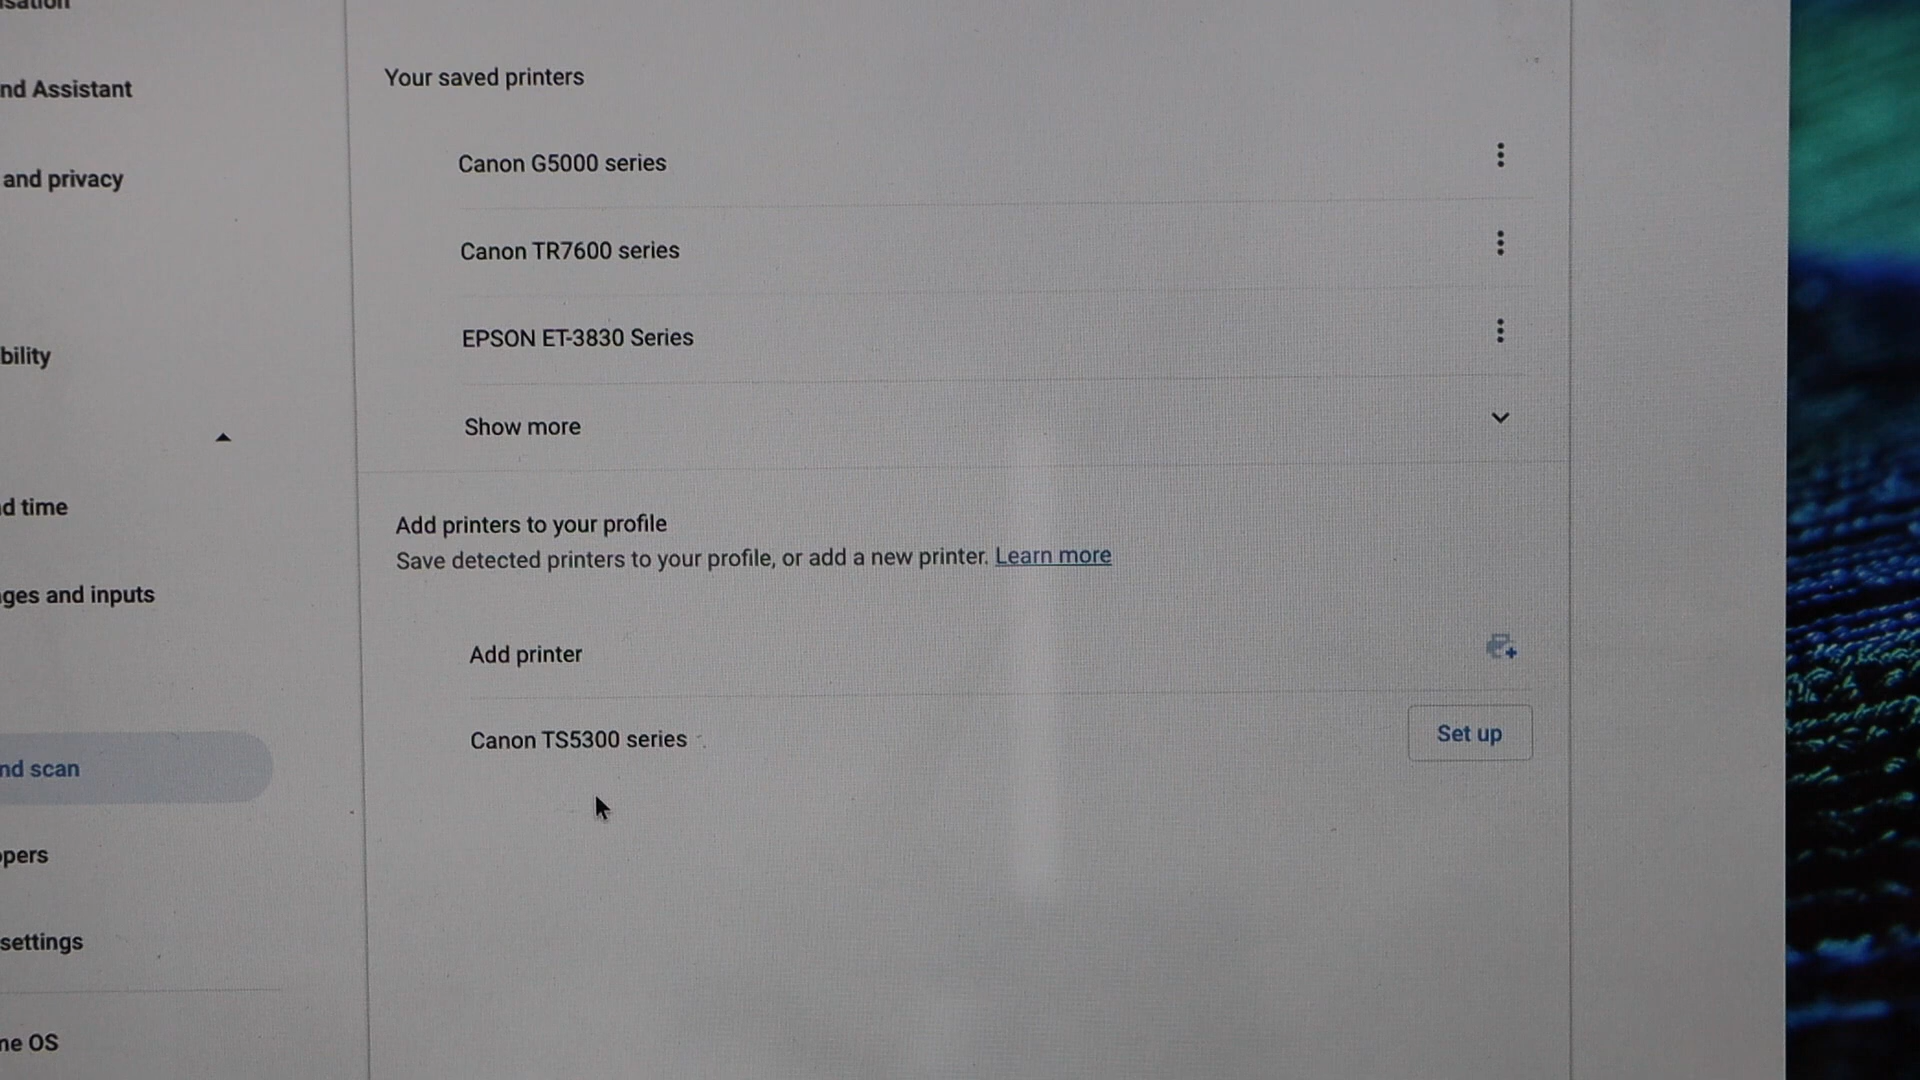 nd Assistant
and privacy
bility
d time
ges and inputs
nd scan
pers
settings
ne OS
Your saved printers
Canon G5000 series
Canon TR7600 series
EPSON ET-3830 Series
Show more
Add printers to your profile
Save detected printers to your profile, or add a new printer. Learn more
Add printer
Canon TS5300 series
Set up